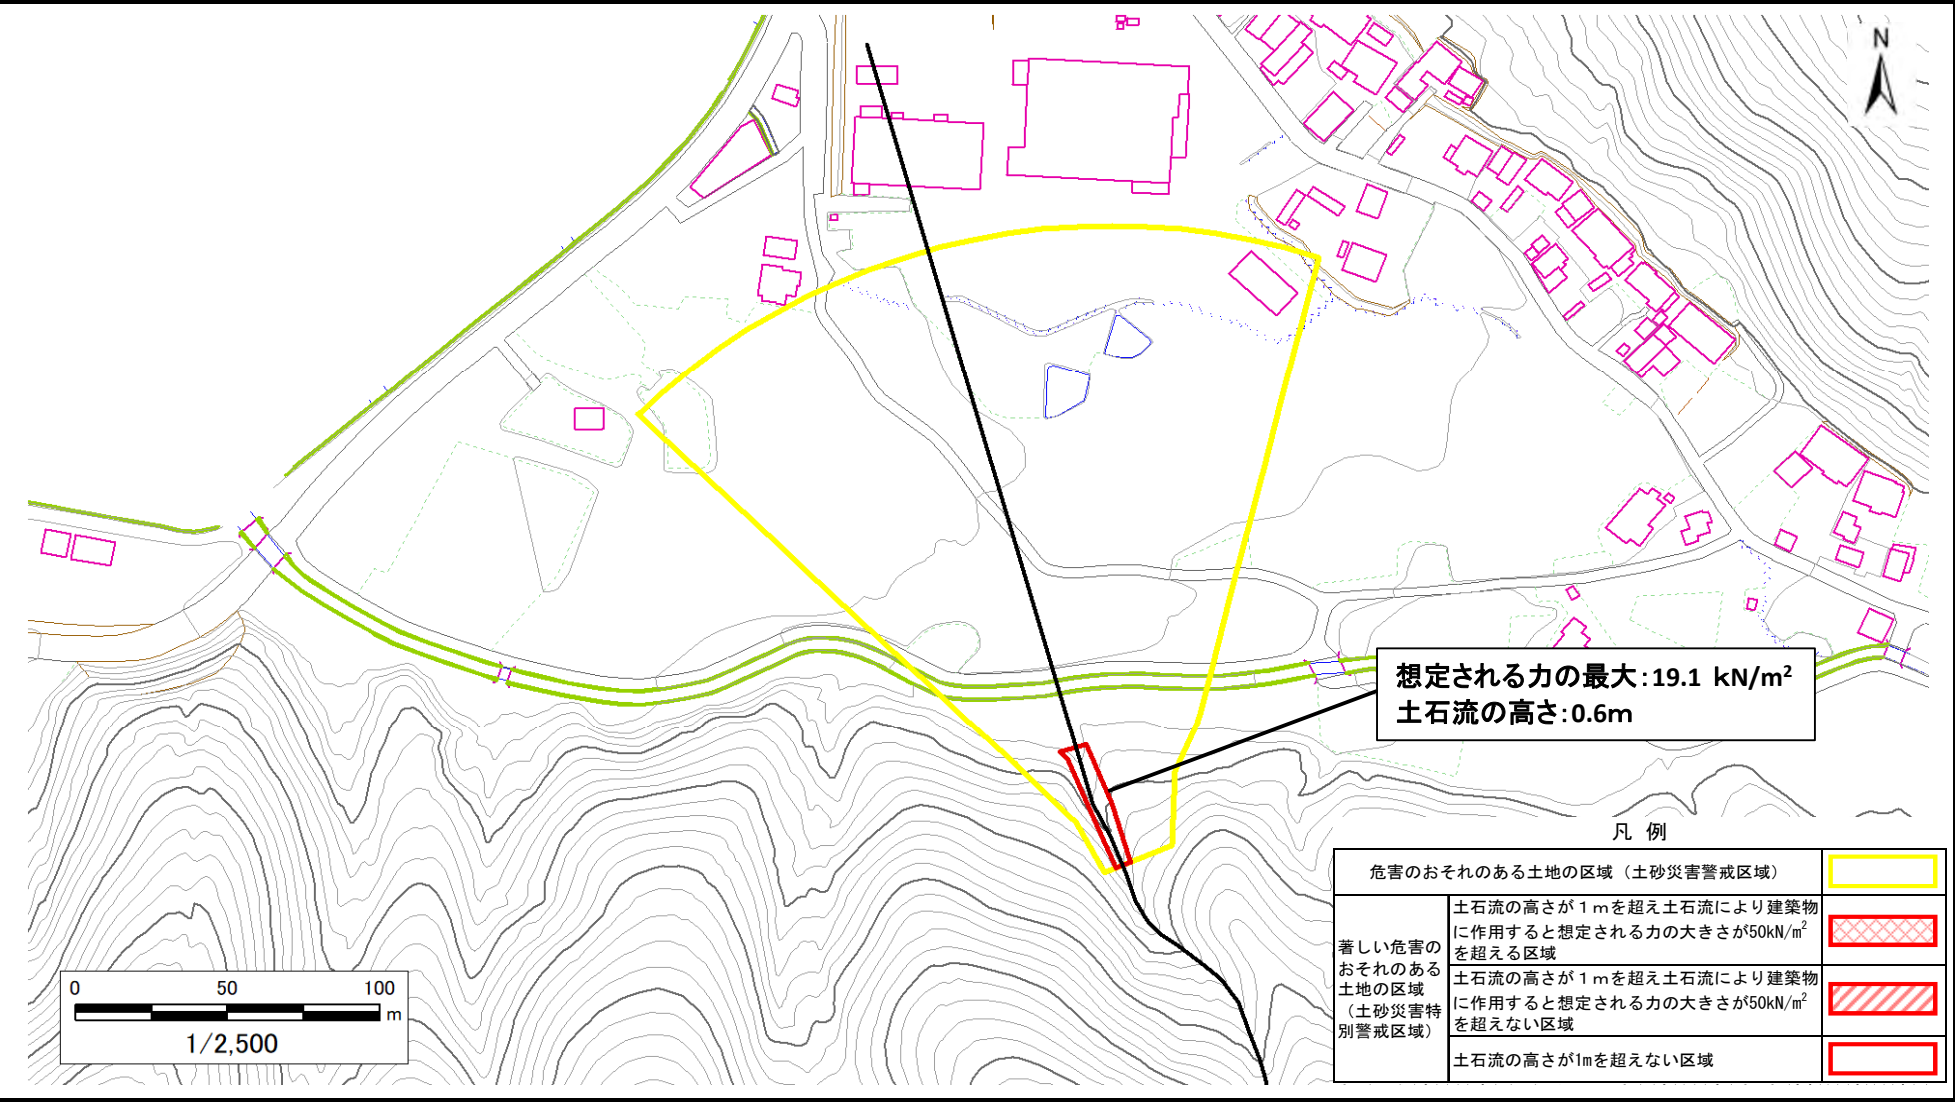 N
想定される力の最大:19.1 kN/m²
土石流の高さ:0.6m
凡 例
危害のおそれのある土地の区域（土砂災害警戒区域）
著しい危害の
おそれのある
土地の区域
（土砂災害特
別警戒区域）
土石流の高さが１ｍを超え土石流により建築物
に作用すると想定される力の大きさが50kN/㎡
を超える区域
土石流の高さが１ｍを超え土石流により建築物
に作用すると想定される力の大きさが50kN/㎡
を超えない区域
土石流の高さが1mを超えない区域
0 50 100
m
1/2,500